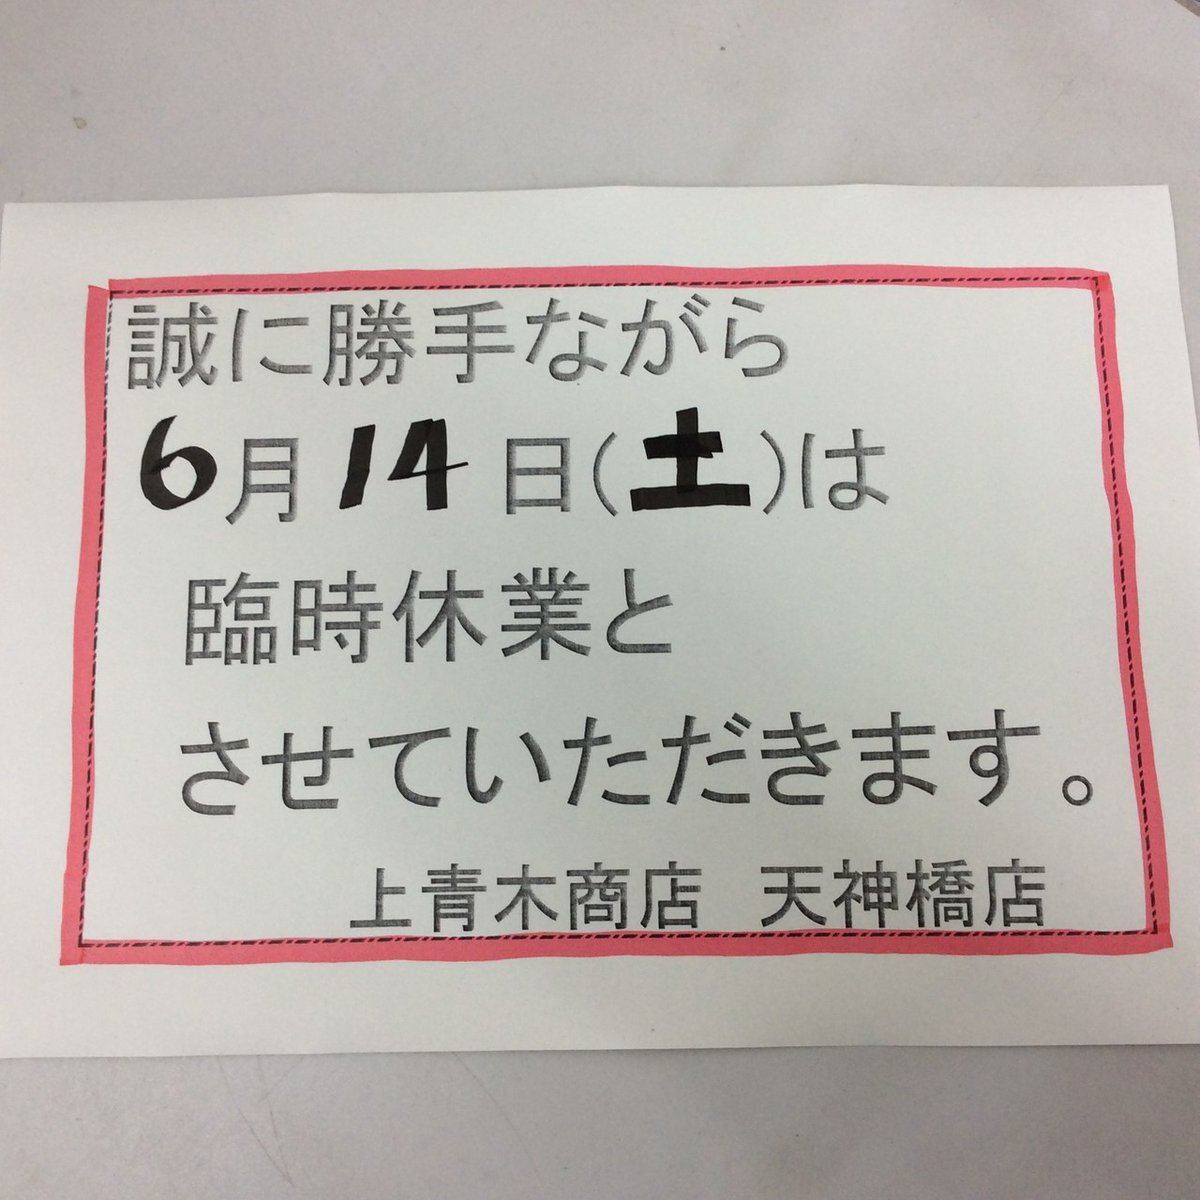 誠に勝手ながら
6月14日(土)は
臨時休業と
させていただきます。
上青木商店 天神橋店